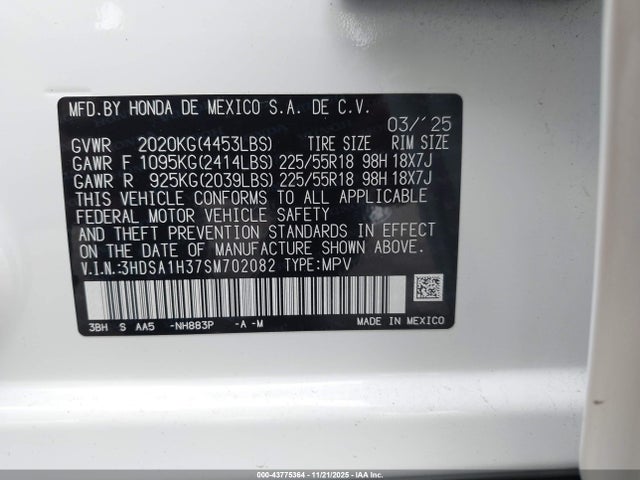 MFD.BY HONDA DE MEXICO S.A. DE C.V.
03/'25
GVWR 2020KG(4453LBS) TIRE SIZE RIM SIZE
GAWR F 1095KG(2414LBS) 225/55R18 98H 18X7J
GAWR R 925KG(2039LBS) 225/55R18 98H 18X7J
THIS VEHICLE CONFORMS TO ALL APPLICABLE
FEDERAL MOTOR VEHICLE SAFETY
AND THEFT PREVENTION STANDARDS IN EFFECT
ON THE DATE OF MANUFACTURE SHOWN ABOVE.
V.I.N.:3HDSA1H37SM702082 TYPE:MPV
3BH S AA5 -NH883P -A -M MADE IN MEXICO
000-43775364 11/21/2025 IAAI.COM